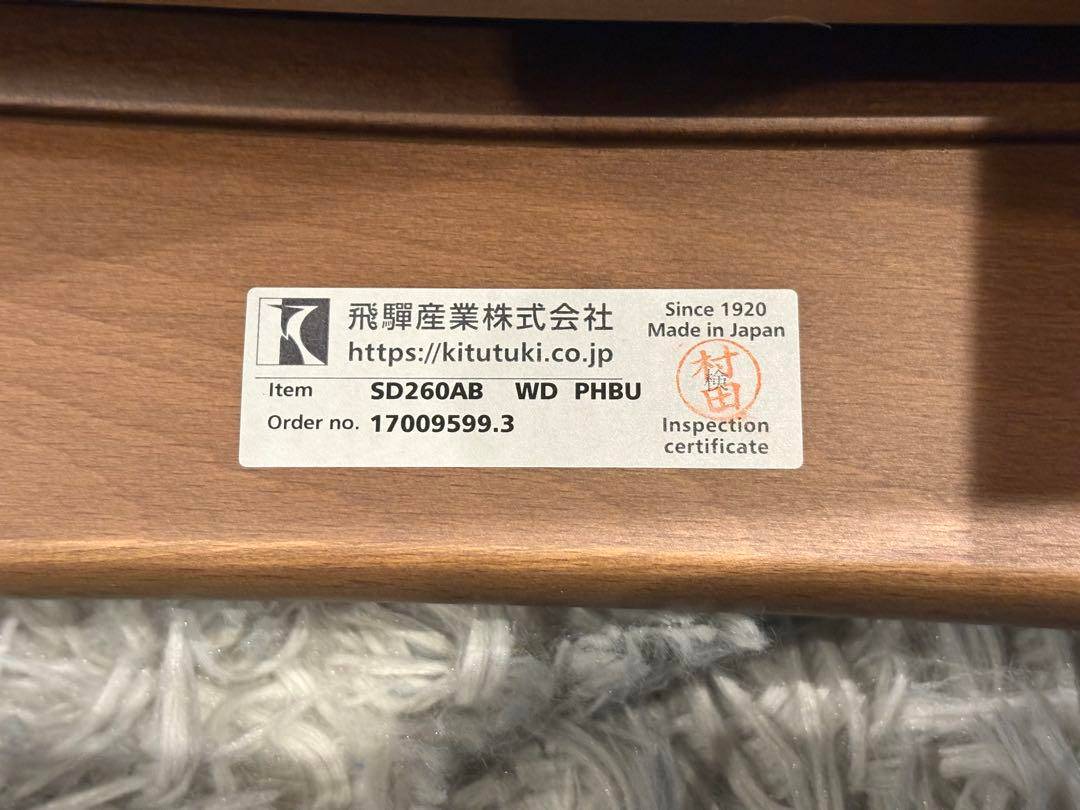 飛驒産業株式会社
https://kitutuki.co.jp
Item SD260AB WD PHBU
Order no. 17009599.3
Since 1920
Made in Japan
村田
検
Inspection
certificate